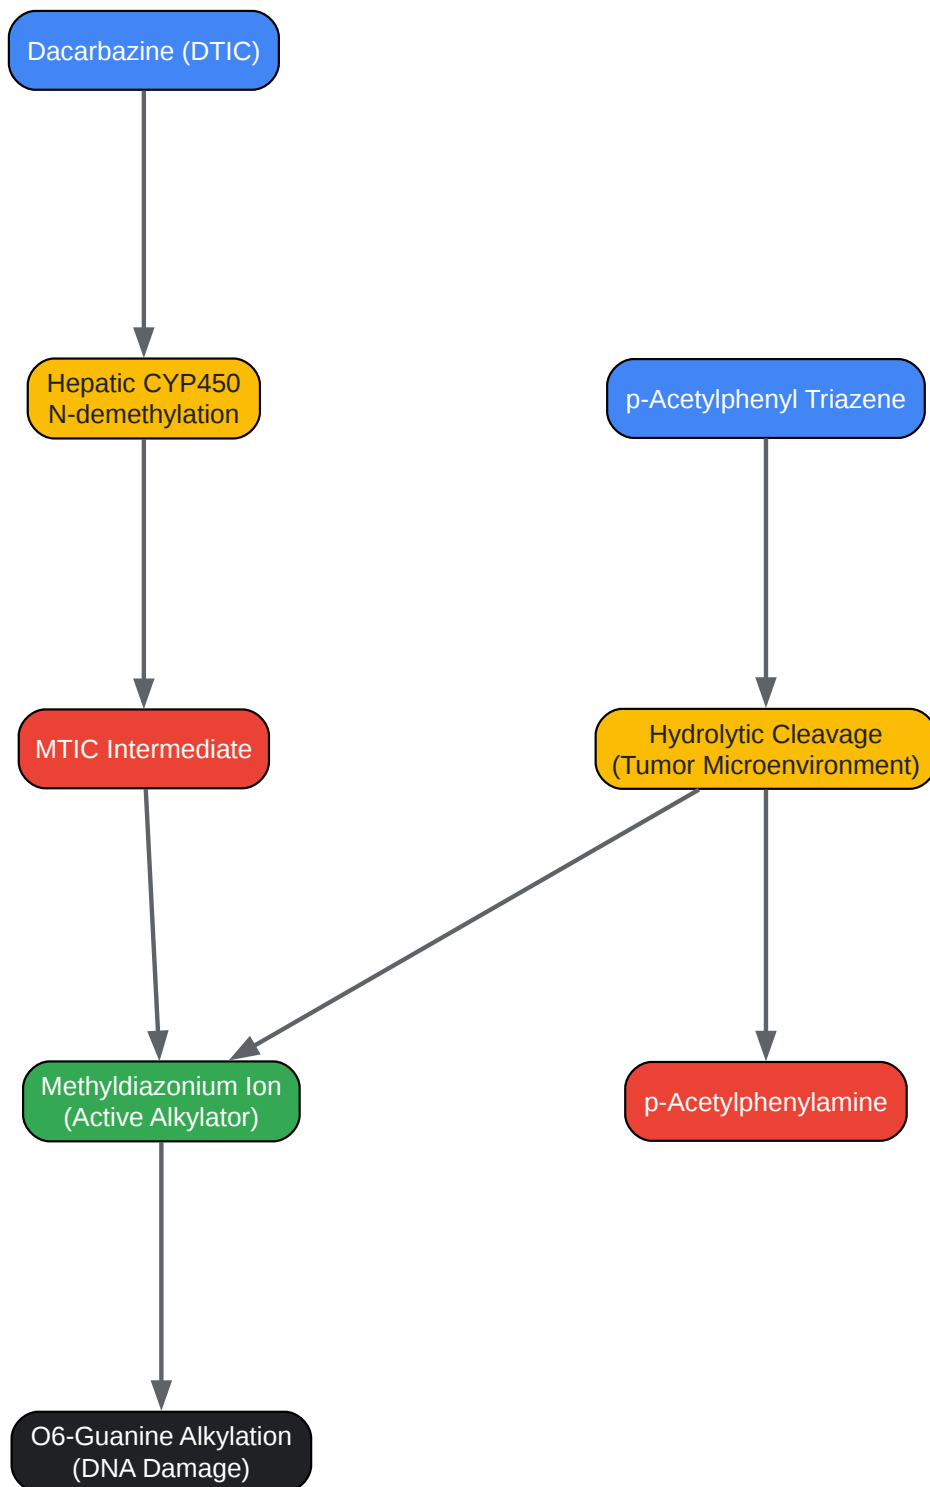 Dacarbazine (DTIC)
Hepatic CYP450
N-demethylation
p-Acetylphenyl Triazene
MTIC Intermediate
Hydrolytic Cleavage
(Tumor Microenvironment)
Methyldiazonium Ion
(Active Alkylator)
p-Acetylphenylamine
O6-Guanine Alkylation
(DNA Damage)